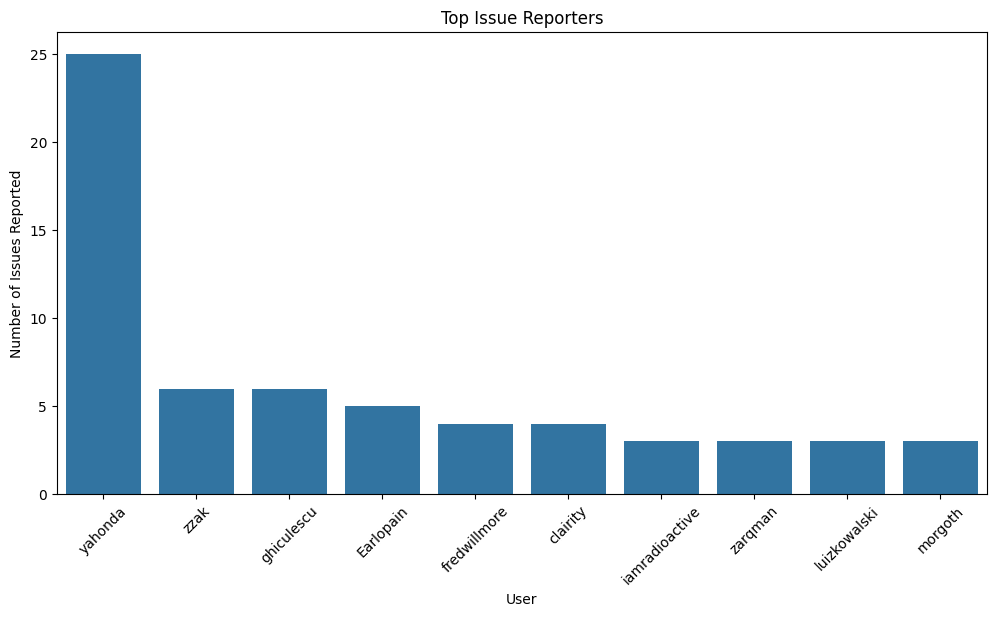 Top Issue Reporters
Number of Issues Reported
25
20
15
10
5
0
yahonda
zzak
ghiculescu
Earlopain
fredwillmore
clairity
iamradioactive
zarqman
luizkowalski
morgoth
User